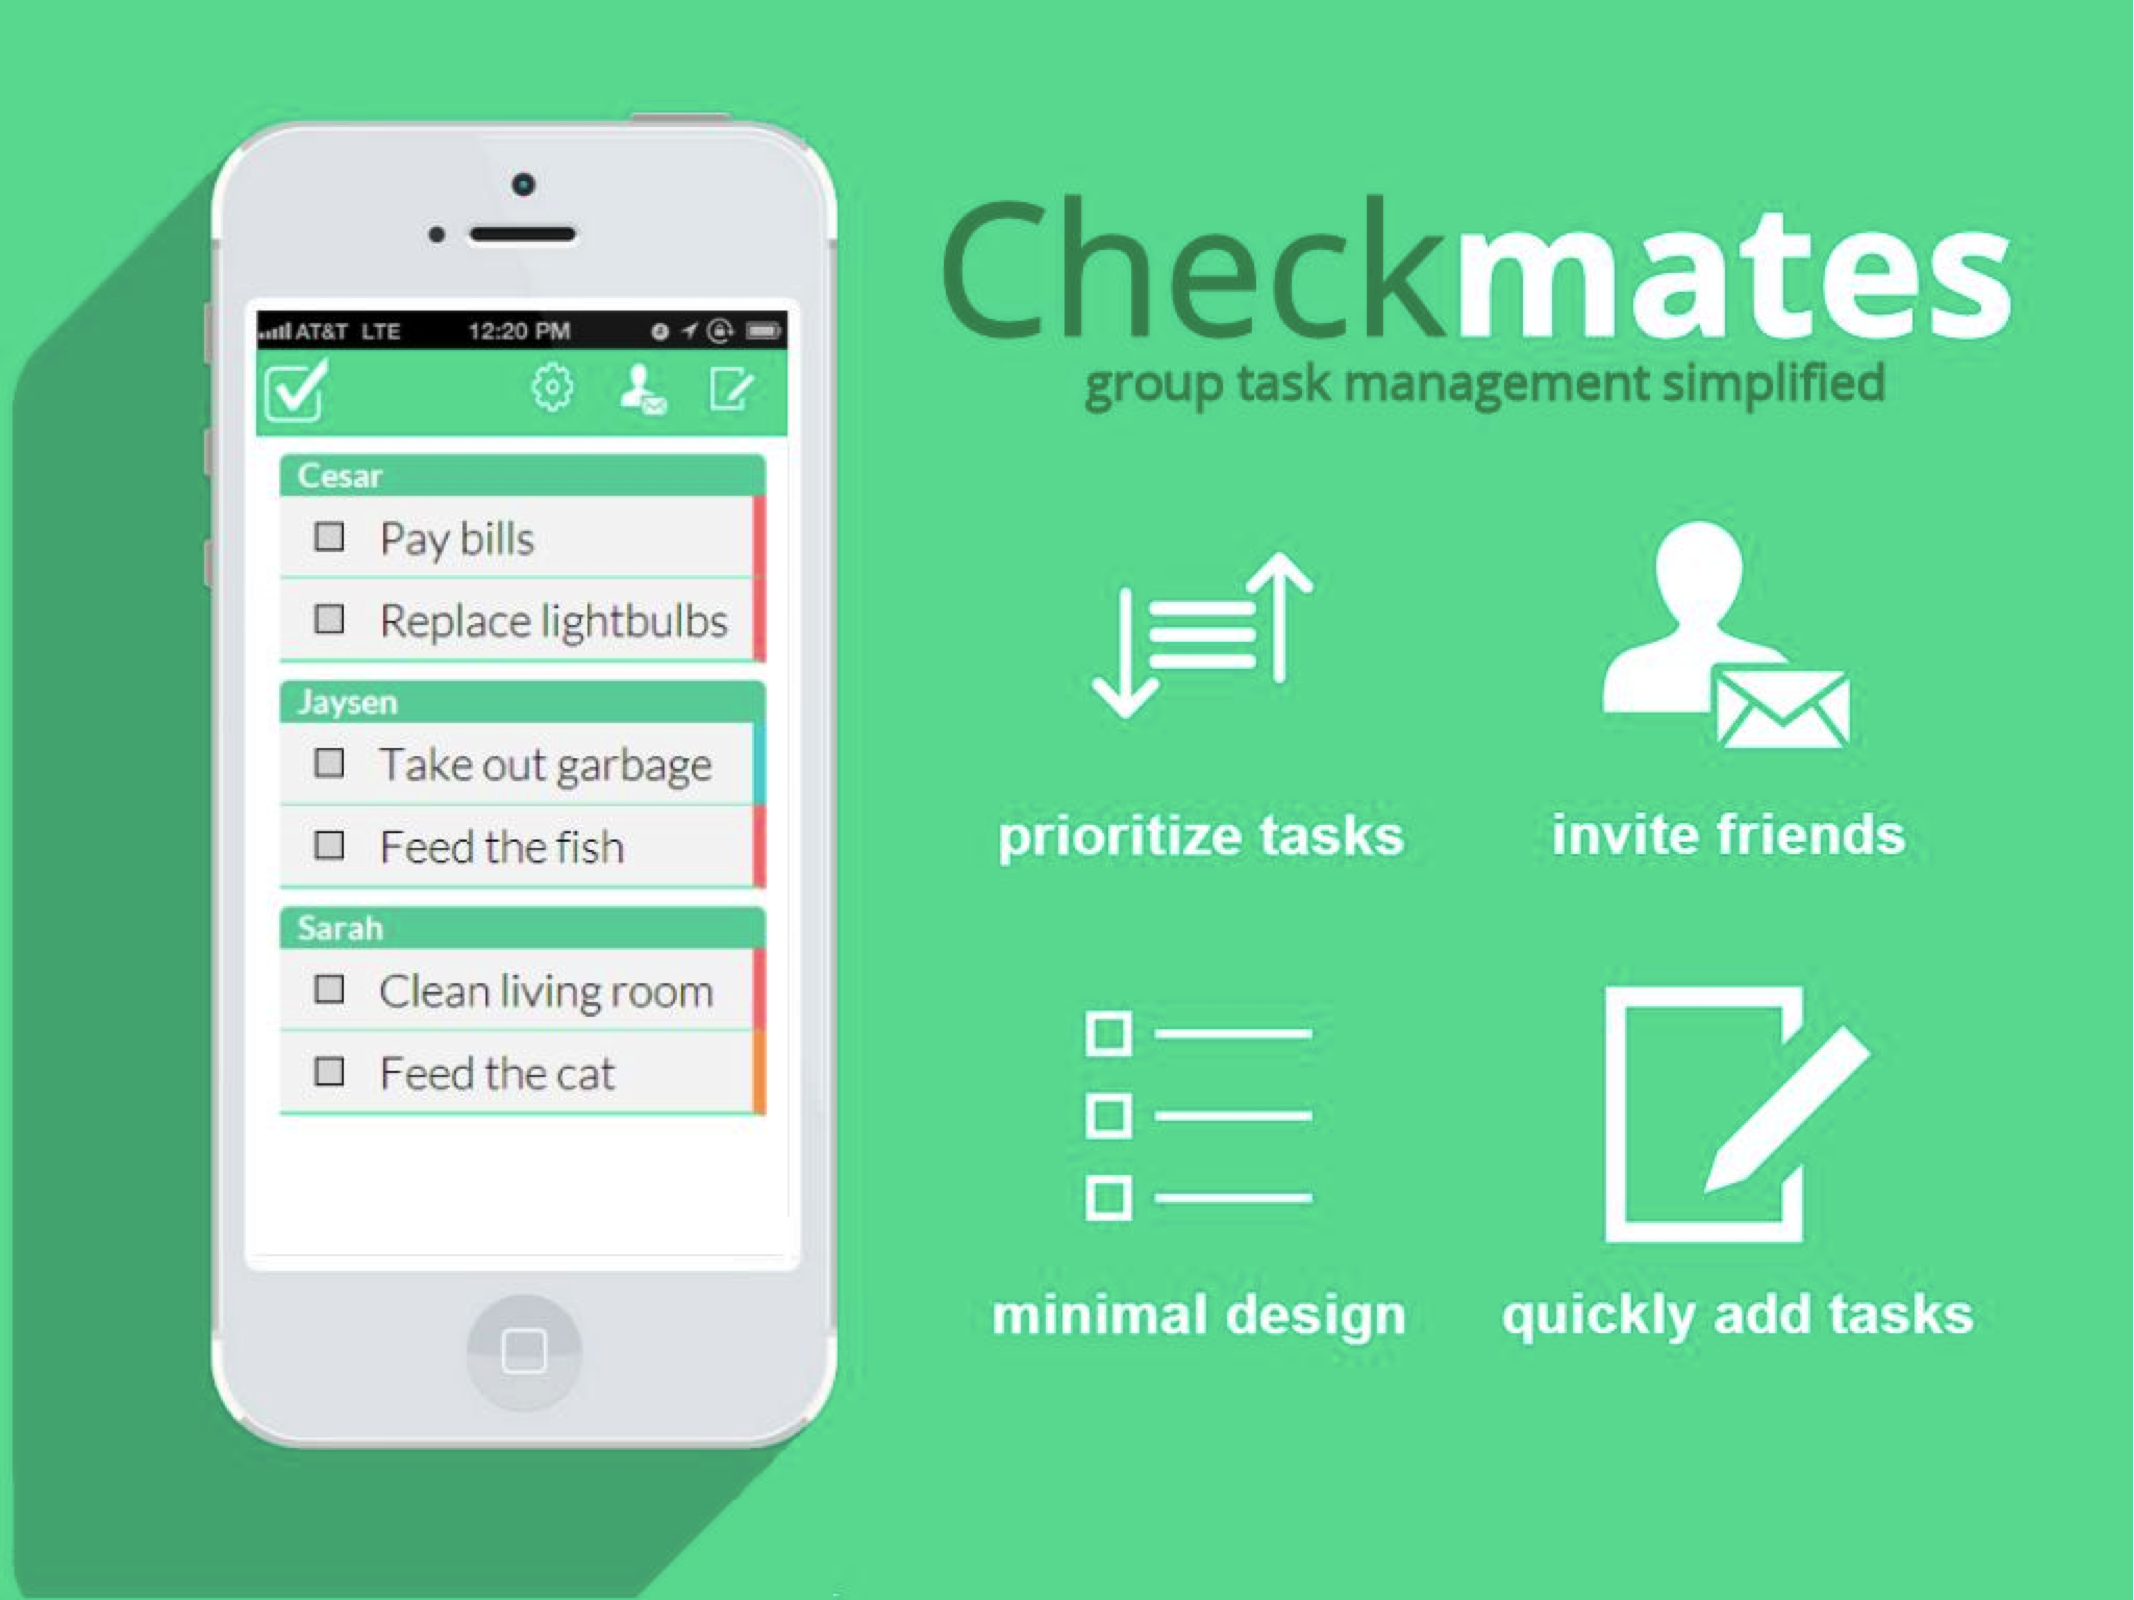 AT&T LTE 12:20 PM
Cesar
Pay bills
Replace lightbulbs
Jaysen
Take out garbage
Feed the fish
Sarah
Clean living room
Feed the cat
Checkmates
group task management simplified
prioritize tasks
invite friends
minimal design
quickly add tasks